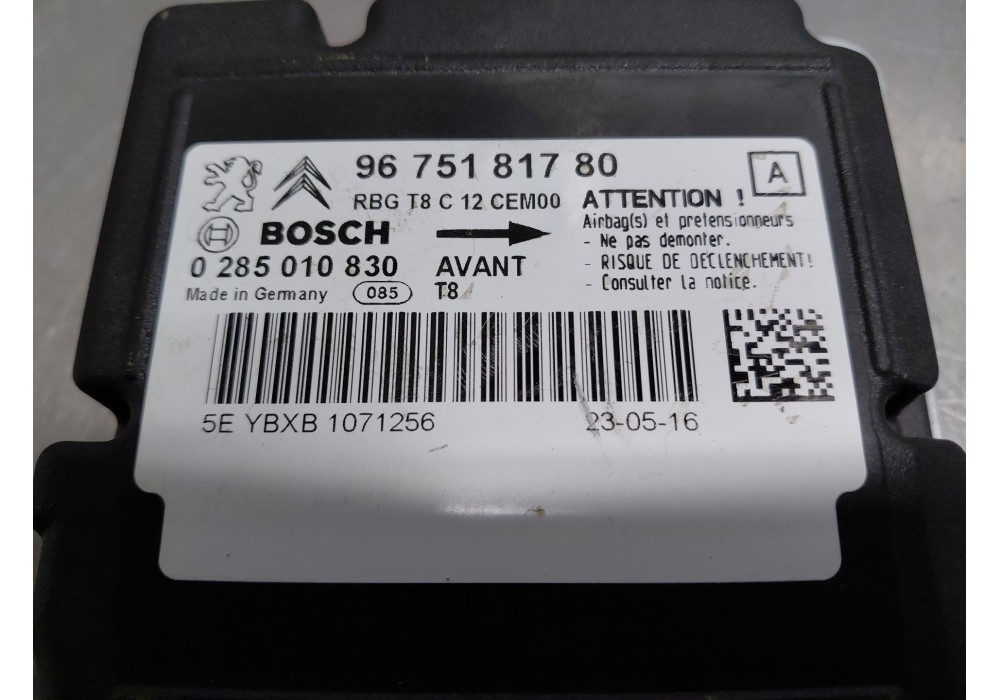 96 751 817 80
A
RBG T8 C 12 CEM00
ATTENTION !
Airbag(s) et pretensionneurs
- Ne pas demonter.
- RISQUE DE DECLENCHEMENT!
- Consulter la notice.
BOSCH
0 285 010 830
AVANT
Made in Germany 085 T8
5E YBXB 1071256
23-05-16